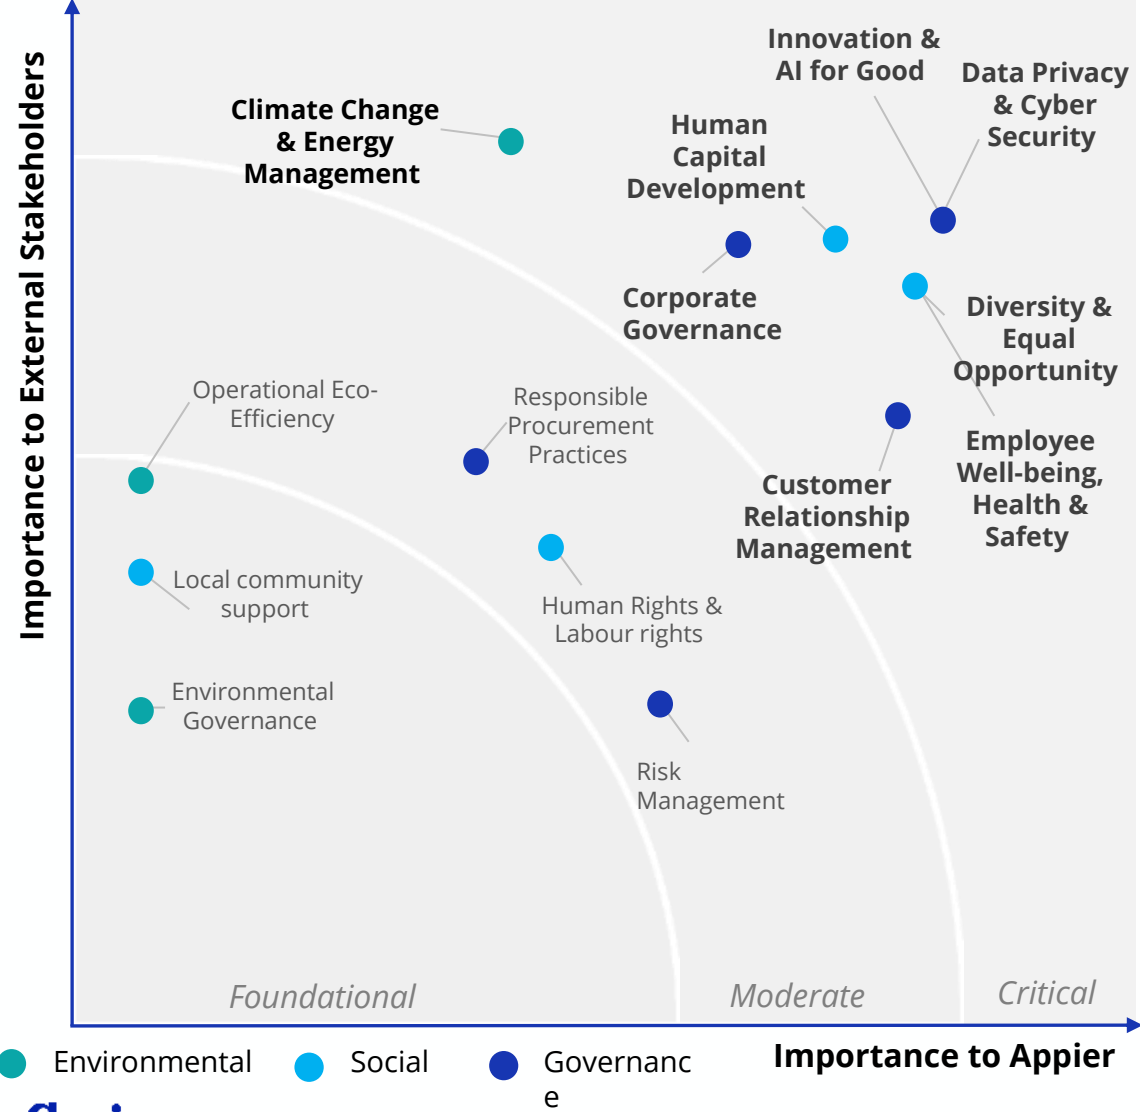 Importance to External Stakeholders
Innovation &
AI for Good
Data Privacy
& Cyber
Security
Climate Change
& Energy
Management
Human
Capital
Development
Corporate
Governance
Diversity &
Equal
Opportunity
Operational Eco-
Efficiency
Responsible
Procurement
Practices
Employee
Well-being,
Health &
Safety
Customer
Relationship
Management
Local community
support
Human Rights &
Labour rights
Environmental
Governance
Risk
Management
Foundational
Moderate
Critical
Environmental
Social
Governanc
e
Importance to Appier